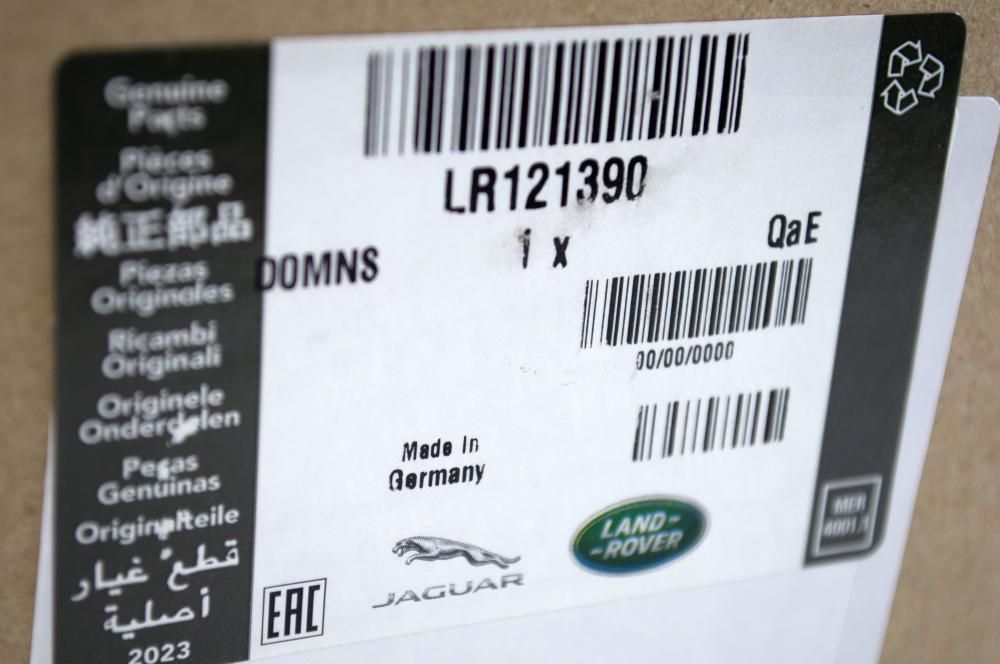 Genuine
Parts
Pièces
d'Origine
純正部品
Piezas
Originales
Ricambi
Originali
Originele
Onderdelen
Peças
Genuinas
Originalteile
قطع غيار
أصلية
2023
LR121390
1 x
QaE
DOMNS
00/00/0000
Made In
Germany
EAC
JAGUAR
LAND-
-ROVER
MER
4001.1